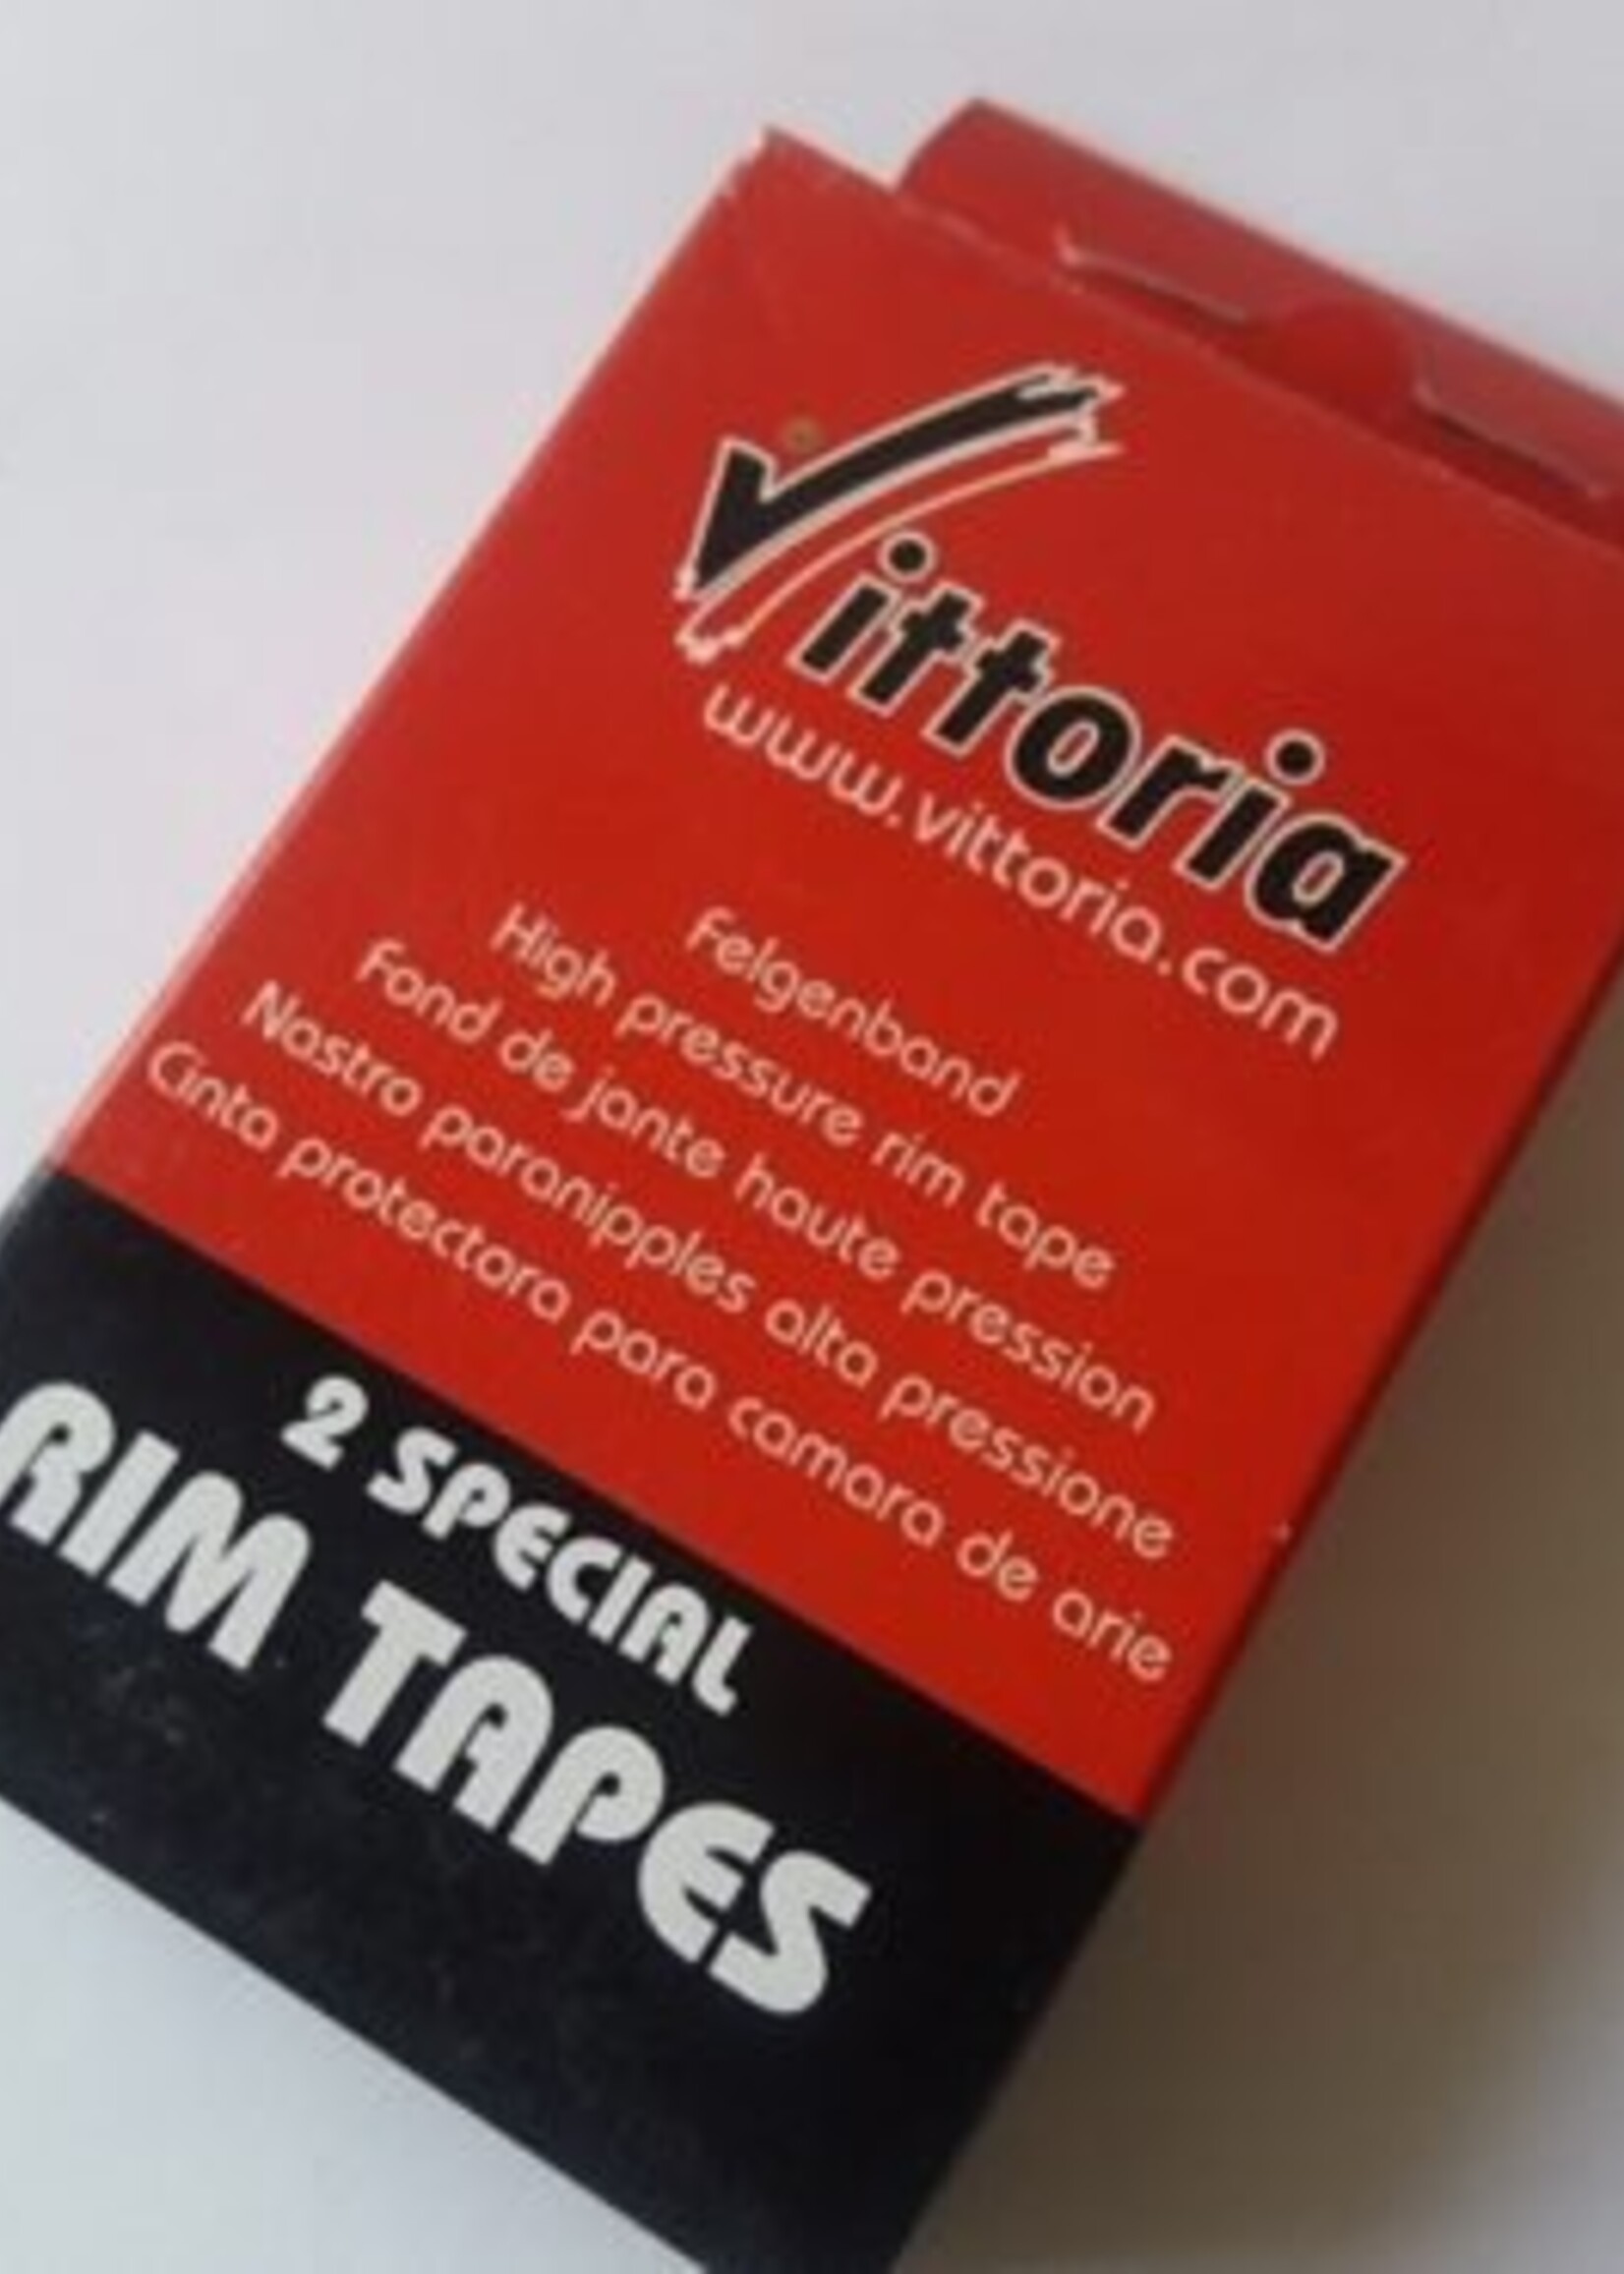 Vittoria
www.vittoria.com
Felgenband
High pressure rim tape
Fond de jante haute pression
Nastro paranipples alta pressione
Cinta protectora para camara de arie
2 SPECIAL
RIM TAPES